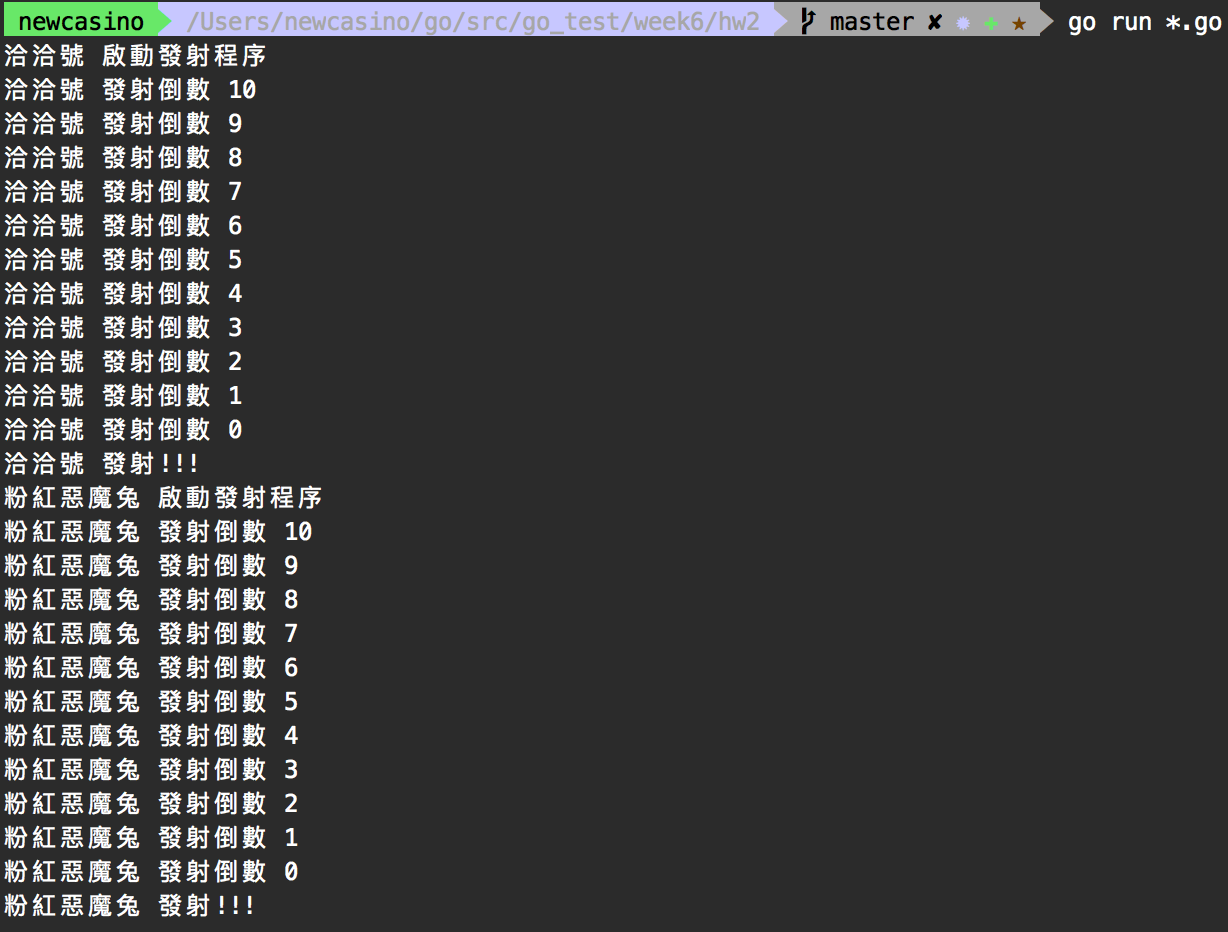 newcasino /Users/newcasino/go/src/go_test/week6/hw2 master ✘ ✹ ✚ ★ go run *.go
洽洽號 啟動發射程序
洽洽號 發射倒數 10
洽洽號 發射倒數 9
洽洽號 發射倒數 8
洽洽號 發射倒數 7
洽洽號 發射倒數 6
洽洽號 發射倒數 5
洽洽號 發射倒數 4
洽洽號 發射倒數 3
洽洽號 發射倒數 2
洽洽號 發射倒數 1
洽洽號 發射倒數 0
洽洽號 發射!!!
粉紅惡魔兔 啟動發射程序
粉紅惡魔兔 發射倒數 10
粉紅惡魔兔 發射倒數 9
粉紅惡魔兔 發射倒數 8
粉紅惡魔兔 發射倒數 7
粉紅惡魔兔 發射倒數 6
粉紅惡魔兔 發射倒數 5
粉紅惡魔兔 發射倒數 4
粉紅惡魔兔 發射倒數 3
粉紅惡魔兔 發射倒數 2
粉紅惡魔兔 發射倒數 1
粉紅惡魔兔 發射倒數 0
粉紅惡魔兔 發射!!!